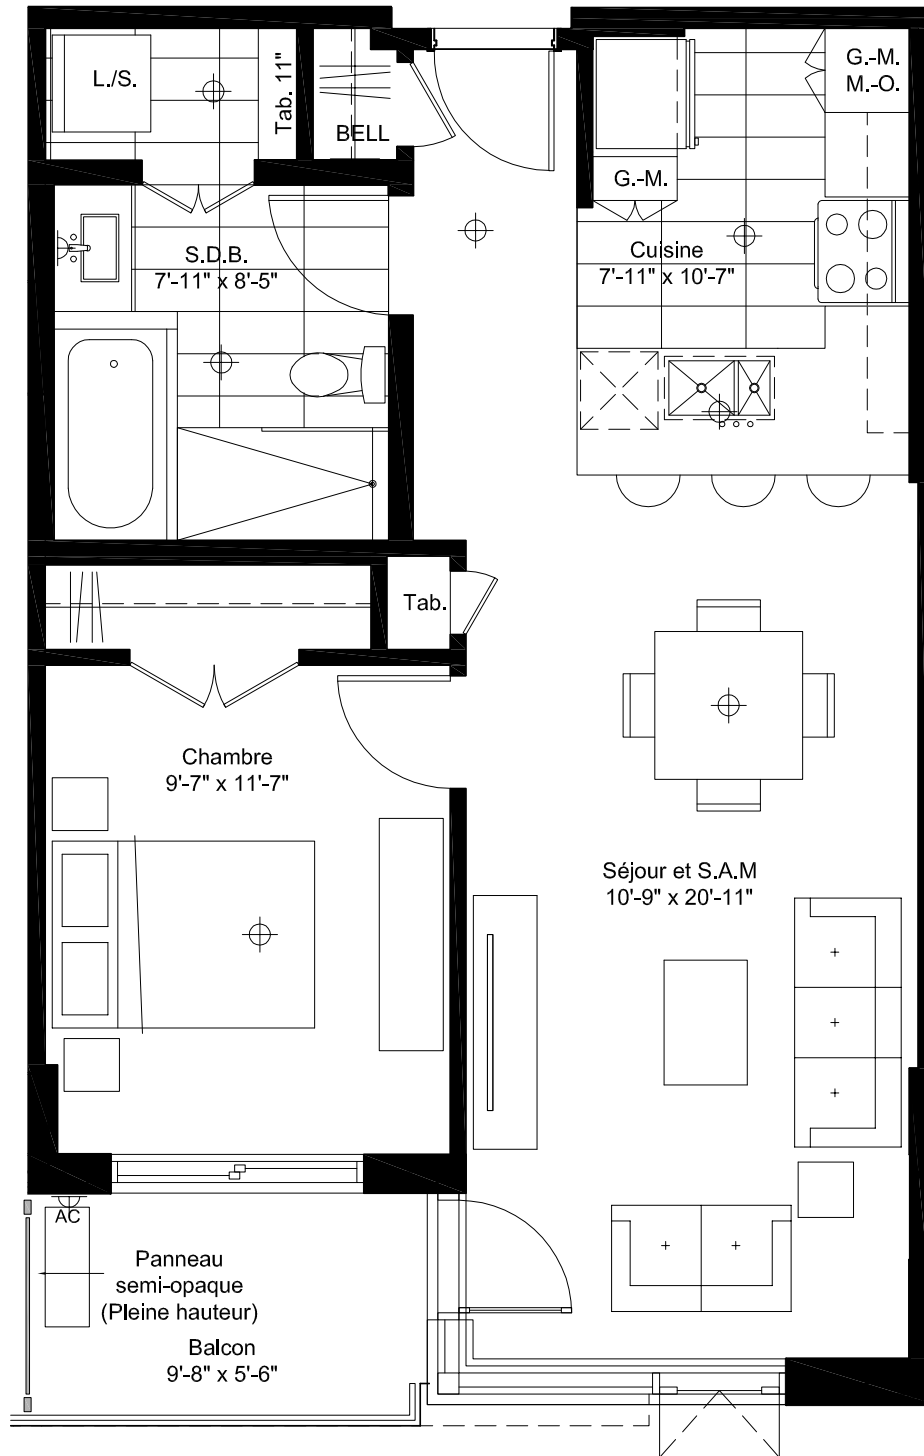 L./S.
Tab. 11"
BELL
G.-M.
M.-O.
G.-M.
S.D.B.
7'-11" x 8'-5"
Cuisine
7'-11" x 10'-7"
Tab.
Chambre
9'-7" x 11'-7"
Séjour et S.A.M
10'-9" x 20'-11"
AC
Panneau
semi-opaque
(Pleine hauteur)
Balcon
9'-8" x 5'-6"